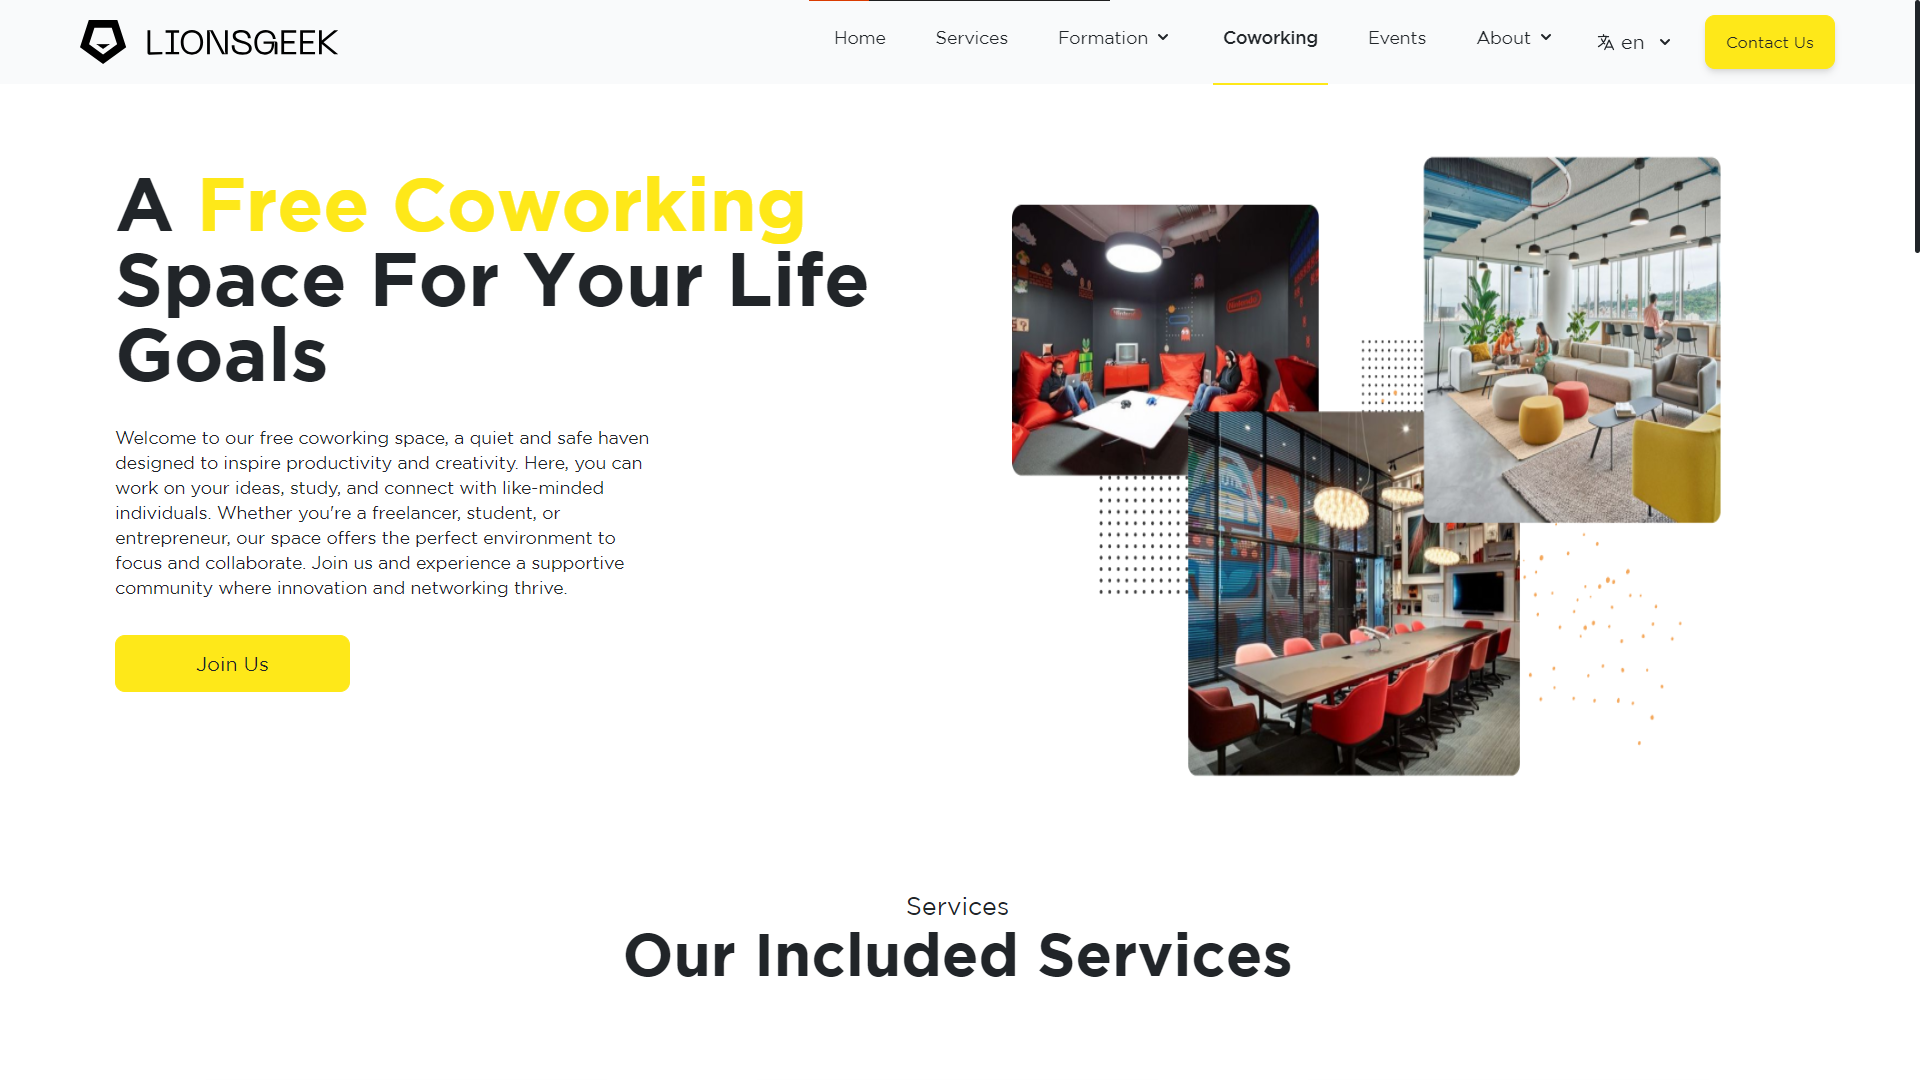 LIONSGEEK
Home
Services
Formation
Coworking
Events
About
en
Contact Us
A Free Coworking
Space For Your Life
Goals
Welcome to our free coworking space, a quiet and safe haven
designed to inspire productivity and creativity. Here, you can
work on your ideas, study, and connect with like-minded
individuals. Whether you're a freelancer, student, or
entrepreneur, our space offers the perfect environment to
focus and collaborate. Join us and experience a supportive
community where innovation and networking thrive.
Join Us
Nintendo
Services
Our Included Services